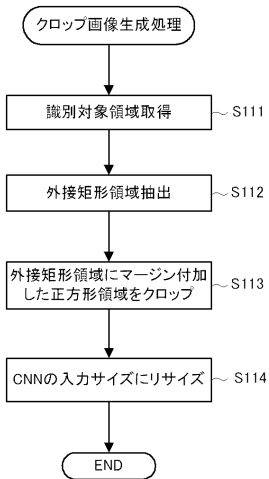 クロップ画像生成処理
識別対象領域取得
S111
外接矩形領域抽出
S112
外接矩形領域にマージン付加
した正方形領域をクロップ
S113
CNNの入力サイズにリサイズ
S114
END